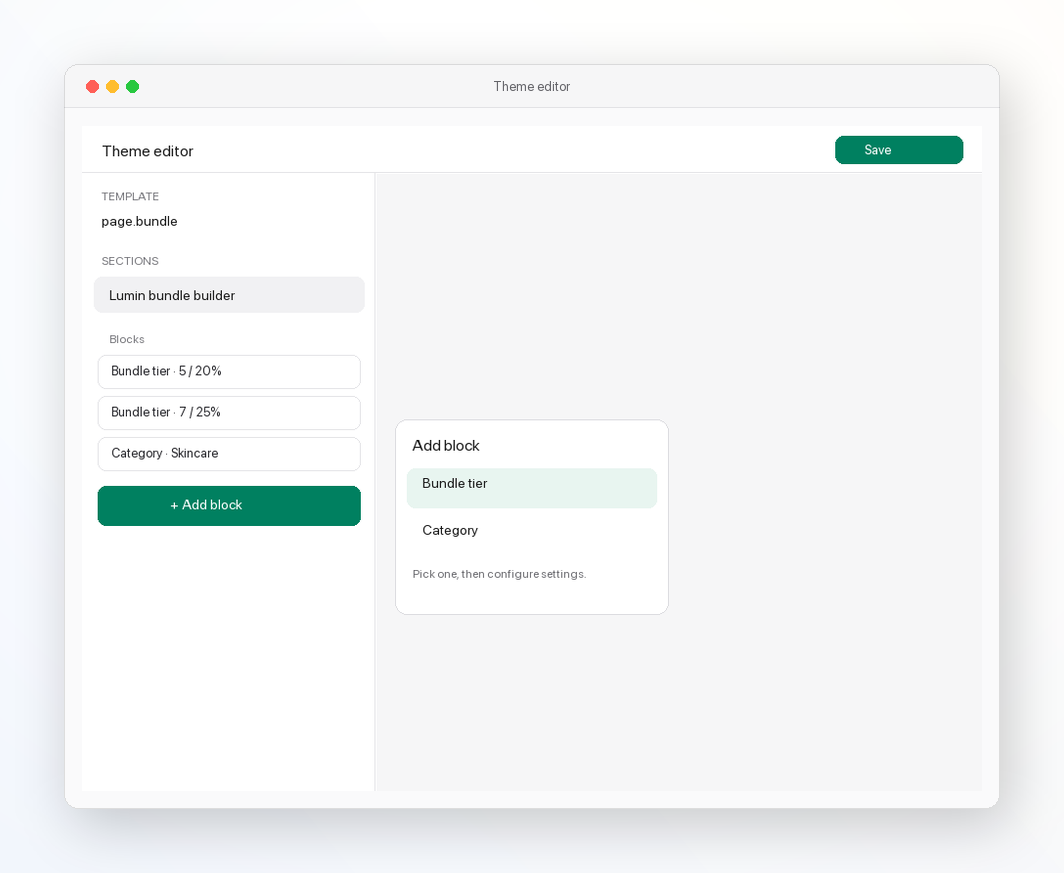 Theme editor
Theme editor
Save
TEMPLATE
page.bundle
SECTIONS
Lumin bundle builder
Blocks
Bundle tier · 5 / 20%
Bundle tier · 7 / 25%
Category · Skincare
+ Add block
Add block
Bundle tier
Category
Pick one, then configure settings.